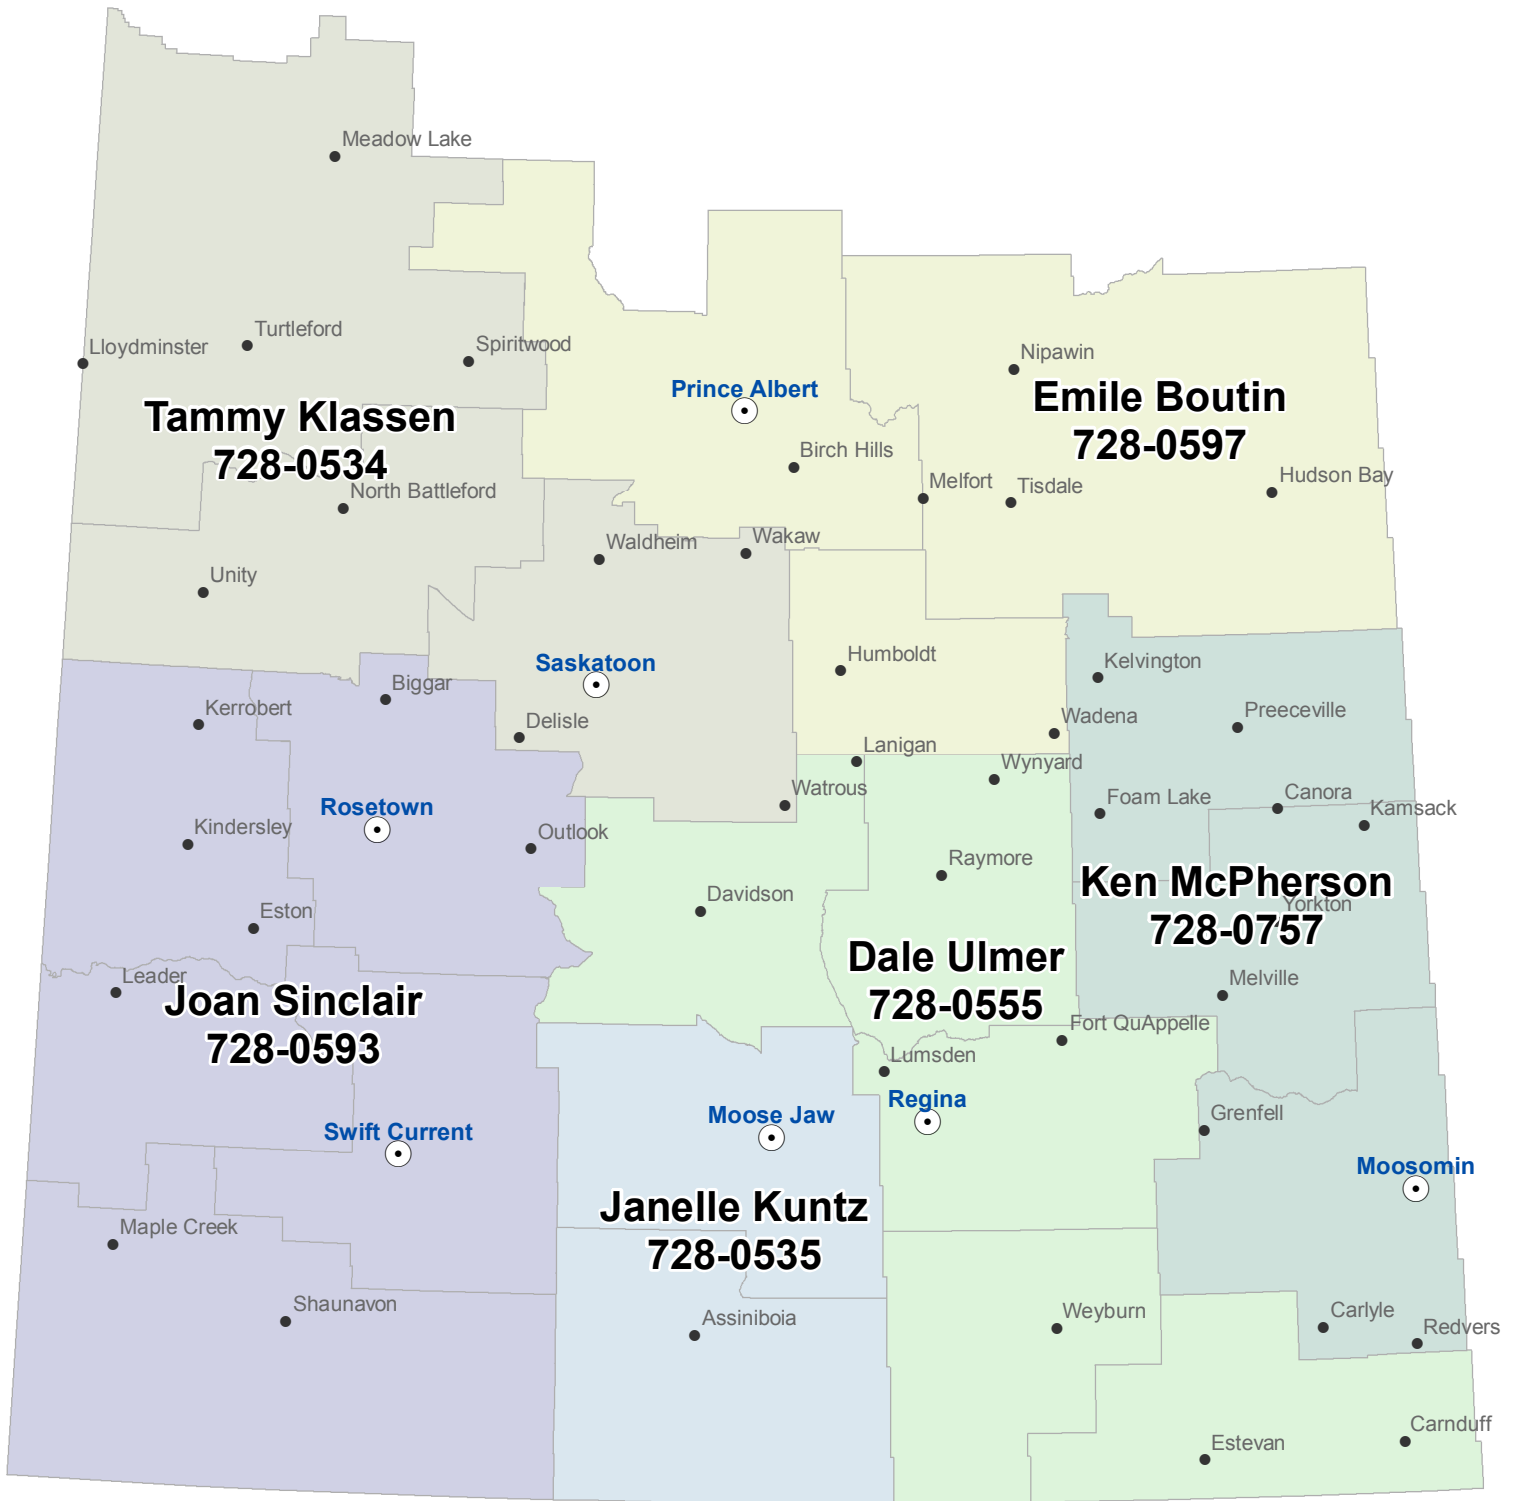 Meadow Lake
Turtleford
Lloydminster
Spiritwood
Nipawin
Prince Albert
Emile Boutin
728-0597
Tammy Klassen
728-0534
Birch Hills
Melfort
Tisdale
Hudson Bay
North Battleford
Waldheim
Wakaw
Unity
Saskatoon
Humboldt
Kelvington
Biggar
Kerrobert
Delisle
Wadena
Preeceville
Lanigan
Wynyard
Watrous
Foam Lake
Canora
Kamsack
Rosetown
Kindersley
Outlook
Raymore
Davidson
Ken McPherson
728-0757
Yorkton
Eston
Dale Ulmer
728-0555
Leader
Joan Sinclair
728-0593
Melville
Fort QuAppelle
Lumsden
Regina
Moose Jaw
Grenfell
Swift Current
Moosomin
Janelle Kuntz
728-0535
Maple Creek
Shaunavon
Assiniboia
Weyburn
Carlyle
Redvers
Estevan
Carnduff